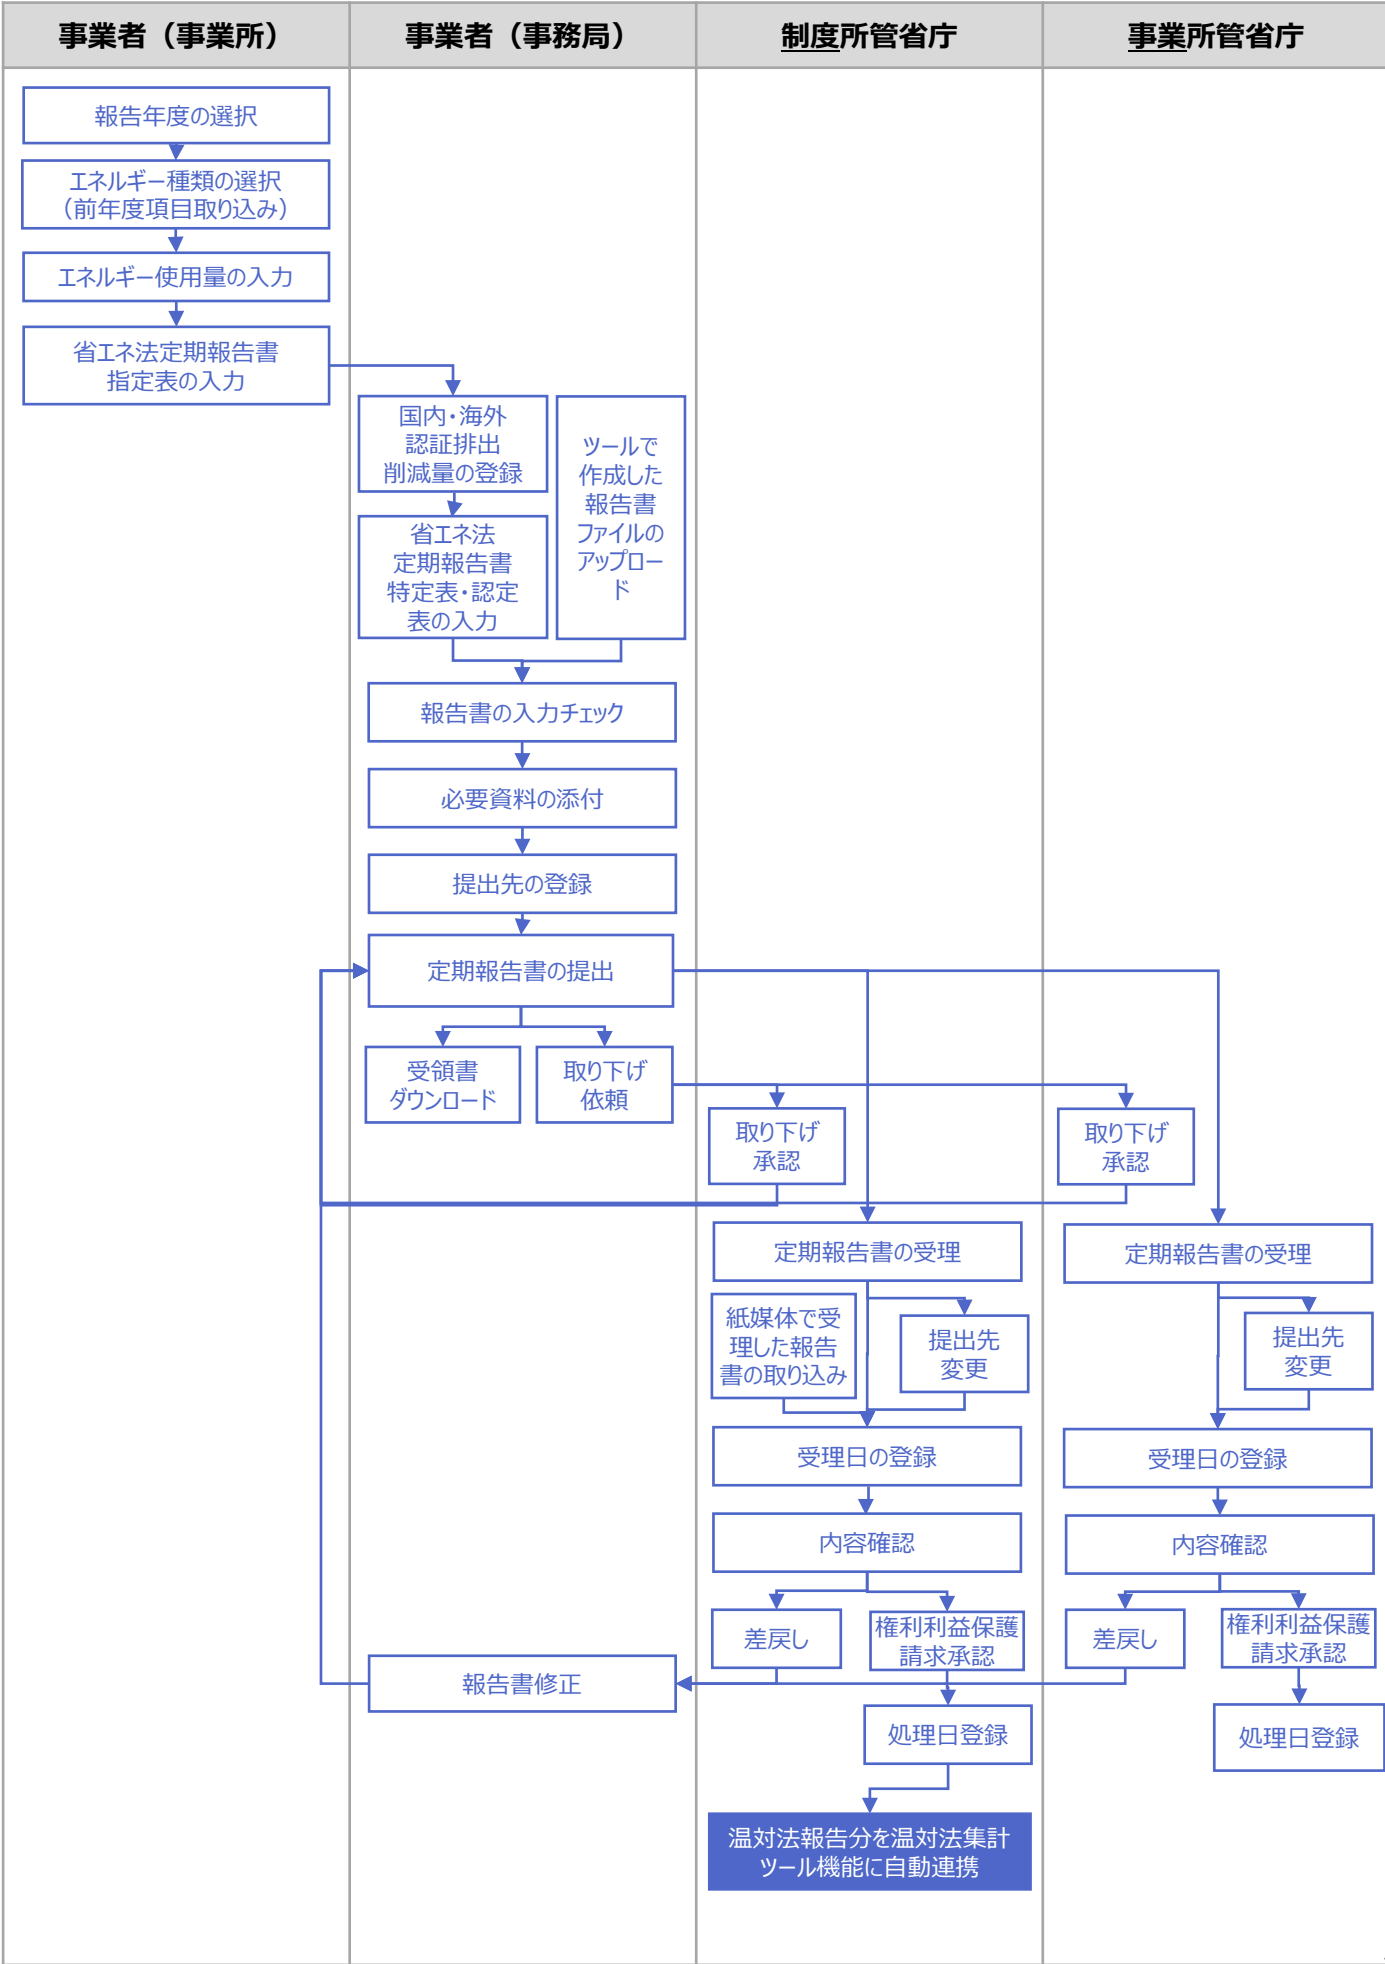 事業者（事業所）
事業者（事務局）
制度所管省庁
事業所管省庁
報告年度の選択
エネルギー種類の選択
（前年度項目取り込み）
エネルギー使用量の入力
省エネ法定期報告書
指定表の入力
国内・海外
認証排出
削減量の登録
ツールで
作成した
報告書
ファイルの
アップロー
ド
省エネ法
定期報告書
特定表・認定
表の入力
報告書の入力チェック
必要資料の添付
提出先の登録
定期報告書の提出
受領書
ダウンロード
取り下げ
依頼
取り下げ
承認
取り下げ
承認
定期報告書の受理
定期報告書の受理
紙媒体で受
理した報告
書の取り込み
提出先
変更
提出先
変更
受理日の登録
受理日の登録
内容確認
内容確認
差戻し
権利利益保護
請求承認
差戻し
権利利益保護
請求承認
報告書修正
処理日登録
処理日登録
温対法報告分を温対法集計
ツール機能に自動連携